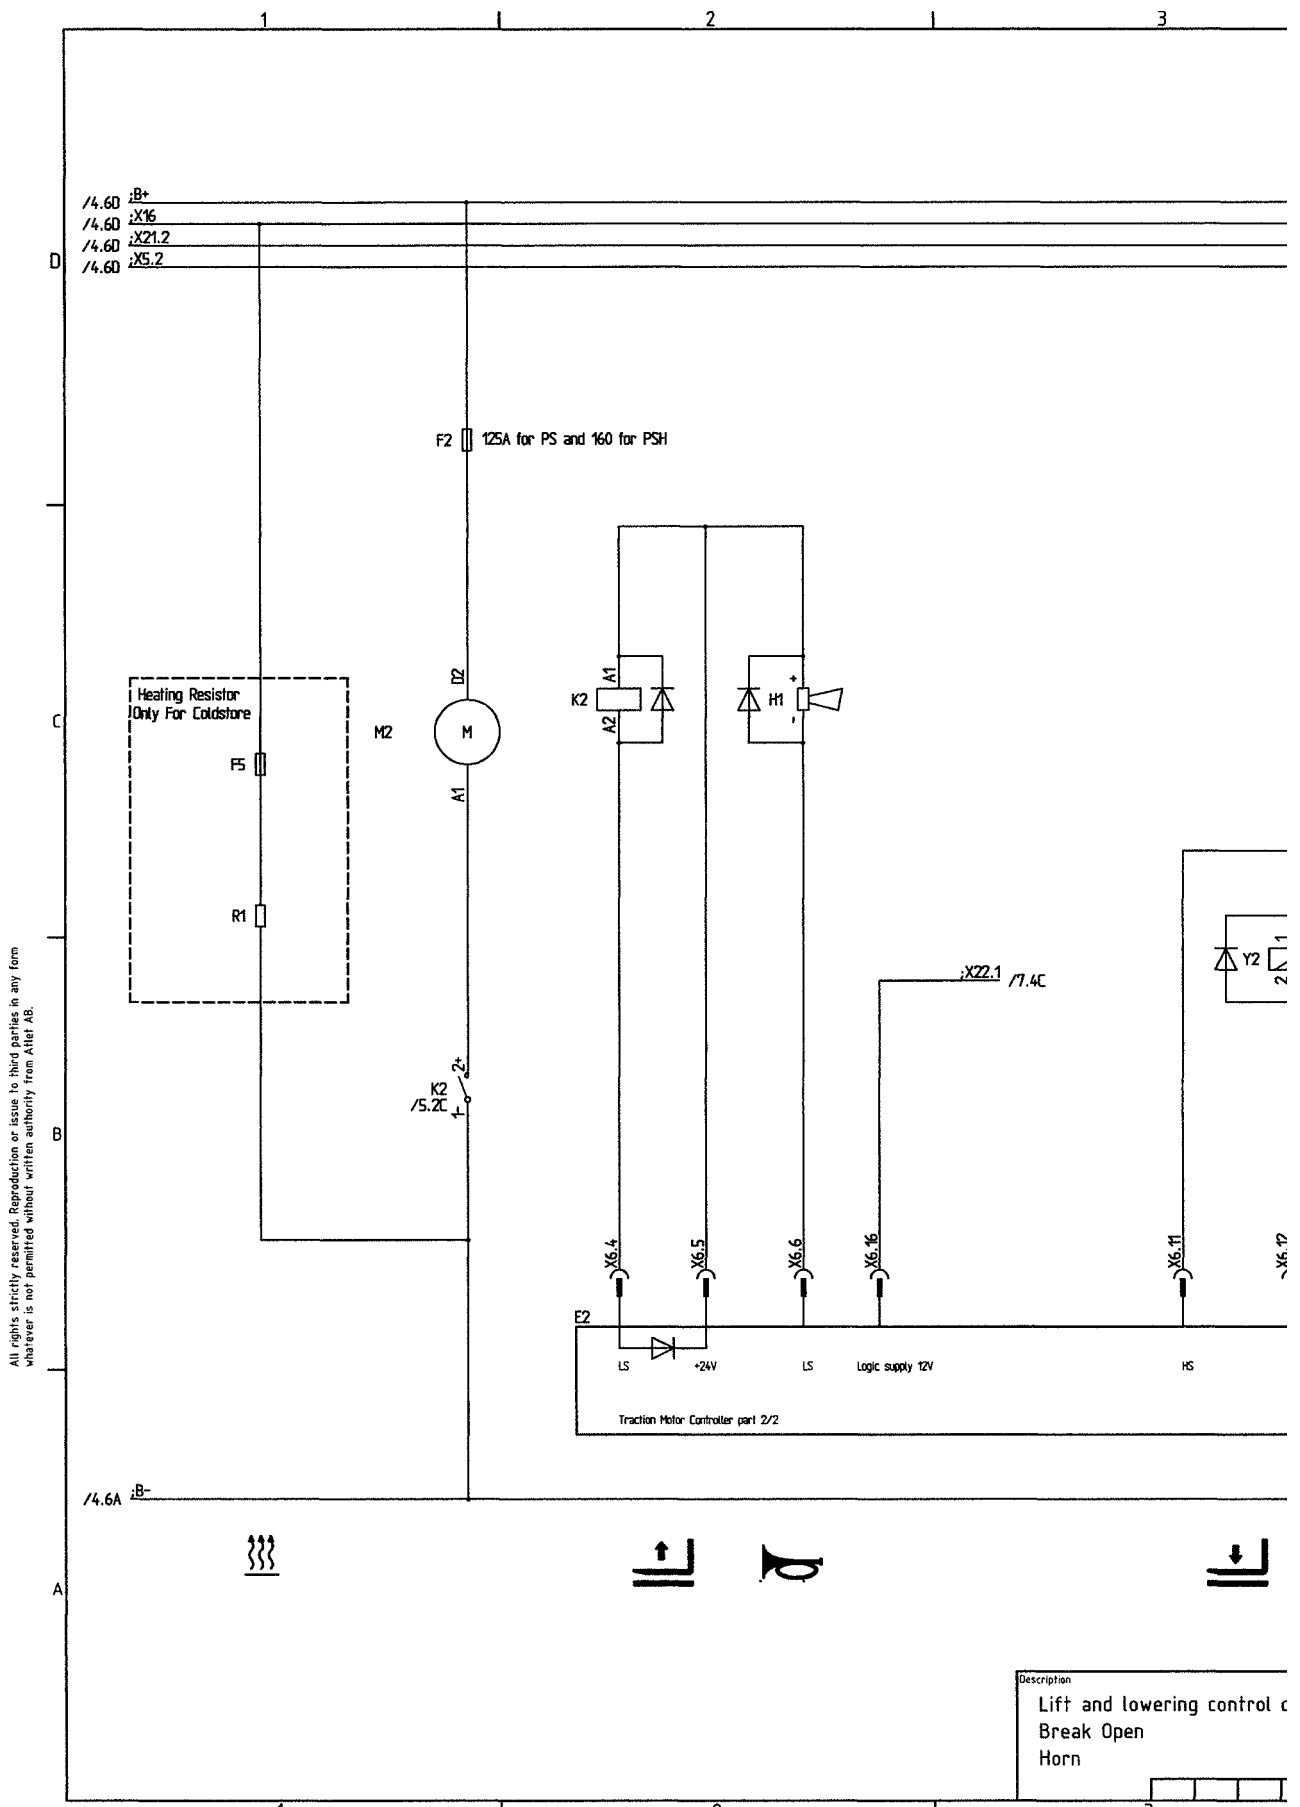 1
2
3
/4.6D ;B+
/4.6D ;X16
/4.6D ;X21.2
/4.6D ;X5.2
D
F2 125A for PS and 160 for PSH
D2
A1
Heating Resistor
Only For Coldstore
K2
H1
+
-
C
A2
M2
M
F5
A1
R1
1
Y2
2
;X22.1
/7.4C
All rights strictly reserved. Reproduction or issue to third parties in any form
whatever is not permitted without written authority from Atlet AB.
2+
K2
/5.2C
1-
B
X6.4
X6.5
X6.6
X6.16
X6.11
X6.12
E2
LS
+24V
LS
Logic supply 12V
HS
Traction Motor Controller part 2/2
/4.6A ;B-
A
Description
Lift and lowering control
Break Open
Horn